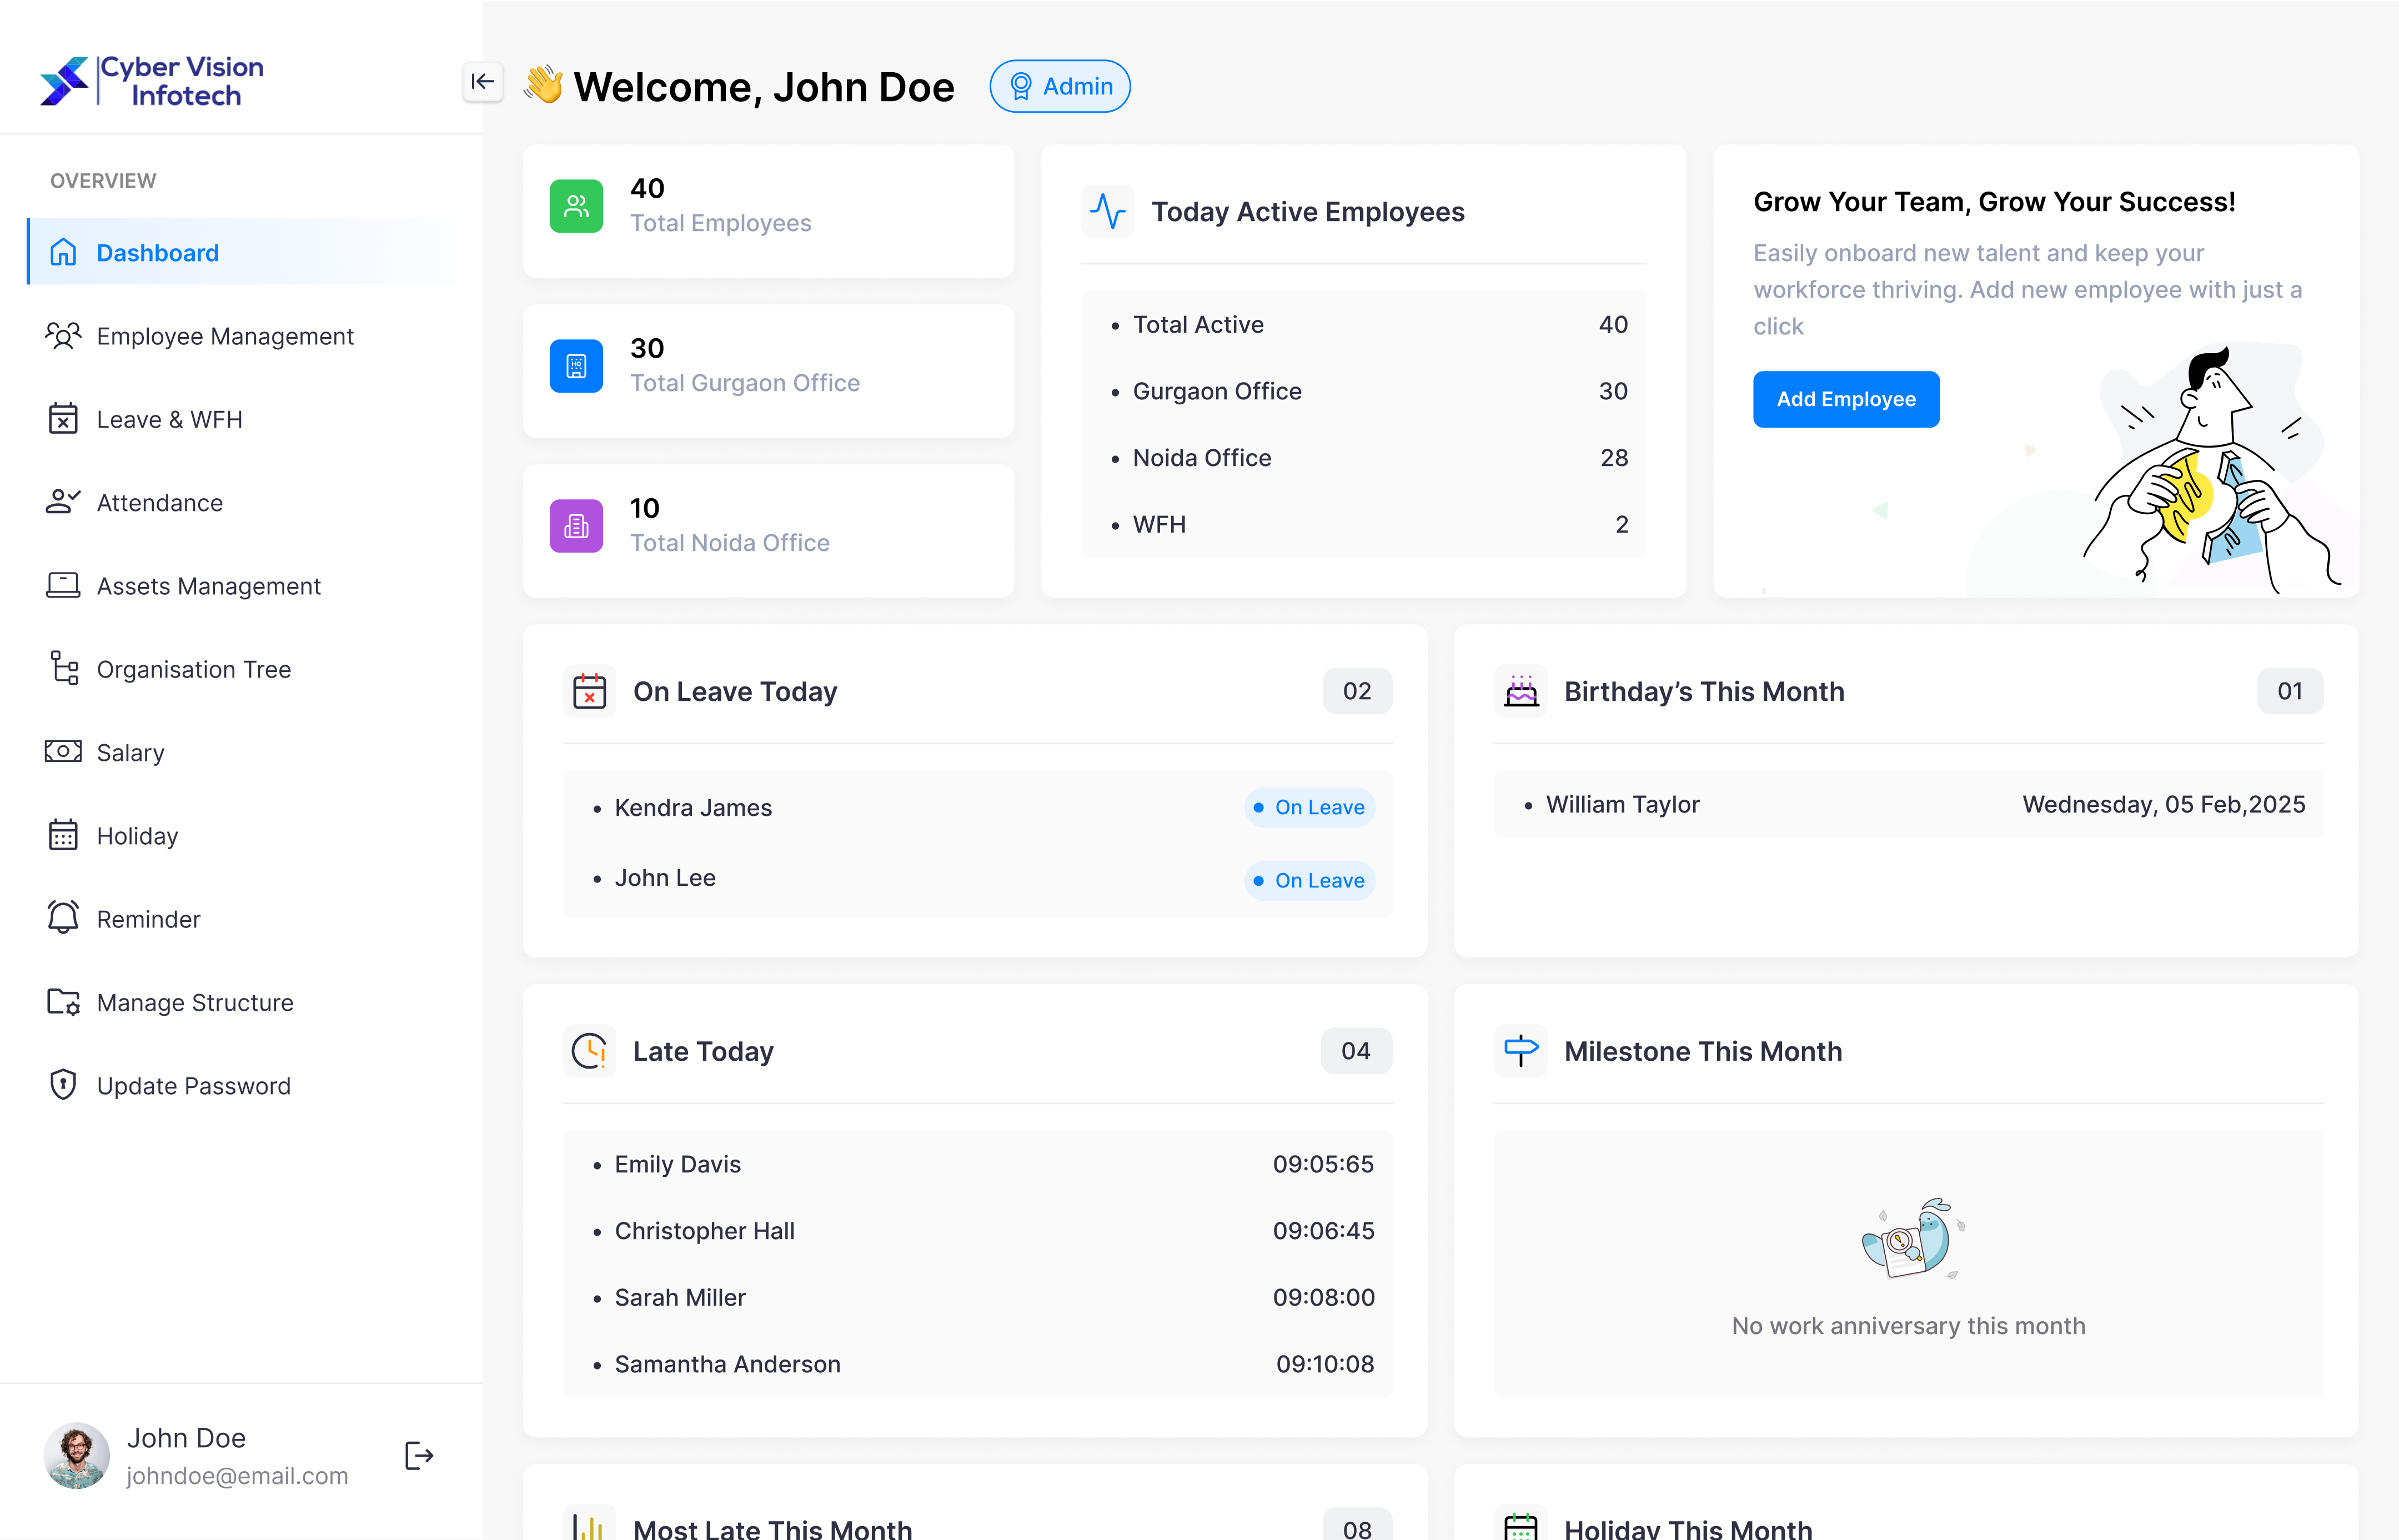 Cyber Vision
Infotech
OVERVIEW
Dashboard
Employee Management
Leave & WFH
Attendance
Assets Management
Organisation Tree
Salary
Holiday
Reminder
Manage Structure
Update Password
John Doe
johndoe@email.com
👋 Welcome, John Doe
Admin
40
Total Employees
30
Total Gurgaon Office
10
Total Noida Office
Today Active Employees
• Total Active 40
• Gurgaon Office 30
• Noida Office 28
• WFH 2
Grow Your Team, Grow Your Success!
Easily onboard new talent and keep your
workforce thriving. Add new employee with just a
click
Add Employee
On Leave Today 02
• Kendra James • On Leave
• John Lee • On Leave
Birthday’s This Month 01
• William Taylor Wednesday, 05 Feb,2025
Late Today 04
• Emily Davis 09:05:65
• Christopher Hall 09:06:45
• Sarah Miller 09:08:00
• Samantha Anderson 09:10:08
Milestone This Month
No work anniversary this month
Most Late This Month 08
Holiday This Month